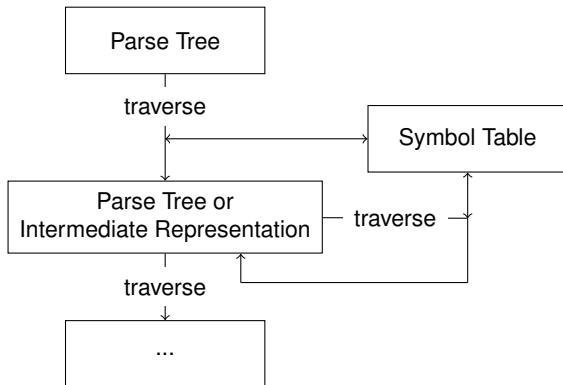 Parse Tree
traverse
Symbol Table
Parse Tree or
Intermediate Representation
traverse
traverse
...